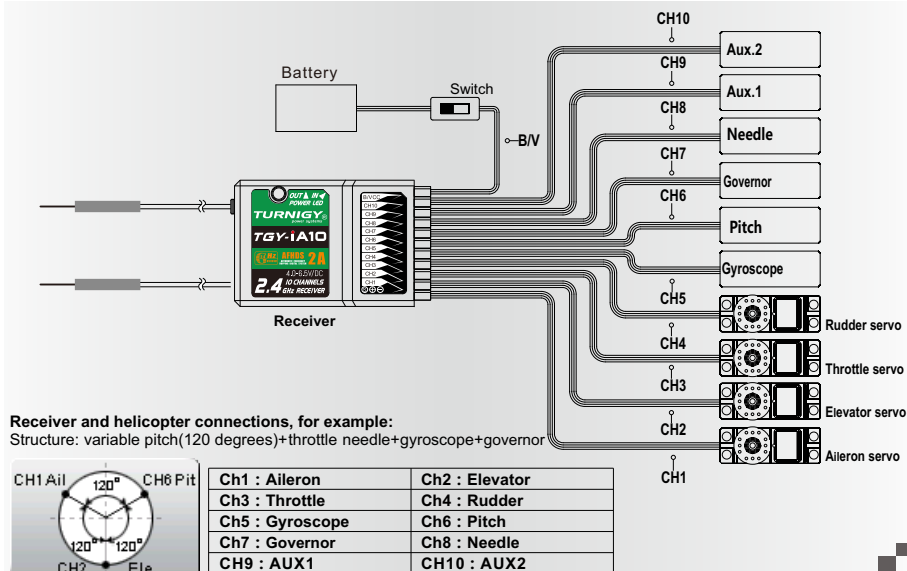 CH10
Aux.2
CH9
Battery
Switch
Aux.1
CH8
Needle
B/V
CH7
Governor
CH6
Pitch
OUT IN
POWER LED
TURNIGY®
power systems
TGY-iA10
Hz AFHDS 2A
4.0-6.5V/DC
2.4 10 CHANNELS
GHz RECEIVER
B/VCC
CH10
CH9
CH8
CH7
CH6
CH5
CH4
CH3
CH2
CH1
Gyroscope
CH5
Rudder servo
Receiver
CH4
Throttle servo
CH3
Elevator servo
CH2
Aileron servo
CH1
Receiver and helicopter connections, for example:
Structure: variable pitch(120 degrees)+throttle needle+gyroscope+governor
CH1 Ail 120° CH6 Pit
120° 120°
CH2 Ele
Ch1 : Aileron Ch2 : Elevator
Ch3 : Throttle Ch4 : Rudder
Ch5 : Gyroscope Ch6 : Pitch
Ch7 : Governor Ch8 : Needle
CH9 : AUX1 CH10 : AUX2